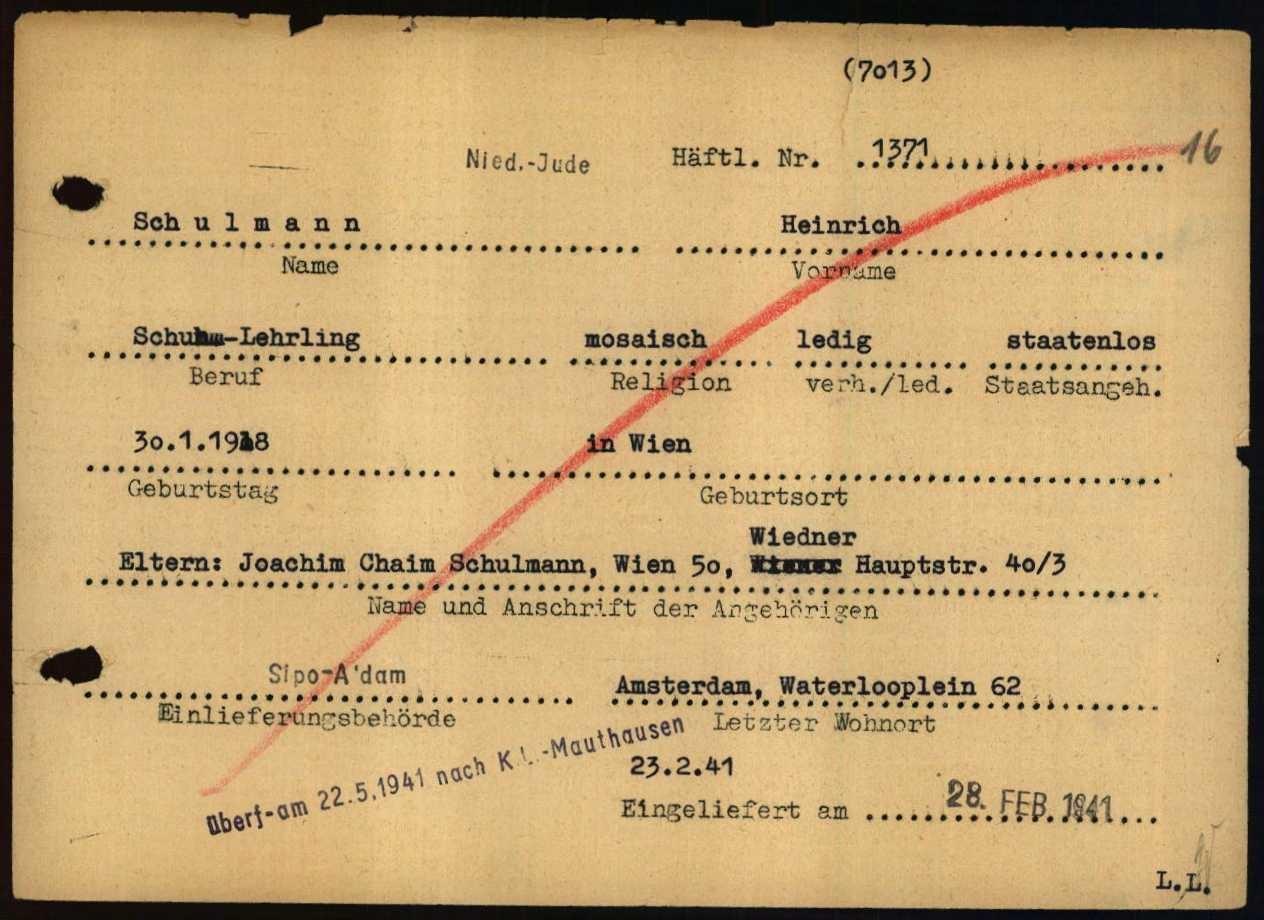 (7o13)
Nied.-Jude Häftl. Nr. 1371 16
Schulmann Heinrich
Name Vorname
-Lehrling mosaisch ledig staatenlos
Beruf Religion verh./led. Staatsangeh.
3o.1.1918 in Wien
Geburtstag Geburtsort
Wiedner
Eltern: Joachim Chaim Schulmann, Wien 5o, Hauptstr. 4o/3
Name und Anschrift der Angehörigen
Sipo-A'dam Amsterdam, Waterlooplein 62
Einlieferungsbehörde Letzter Wohnort
überf-am 22.5.1941 nach K.L.-Mauthausen
23.2.41
Eingeliefert am 28. FEB. 1941
L.L.